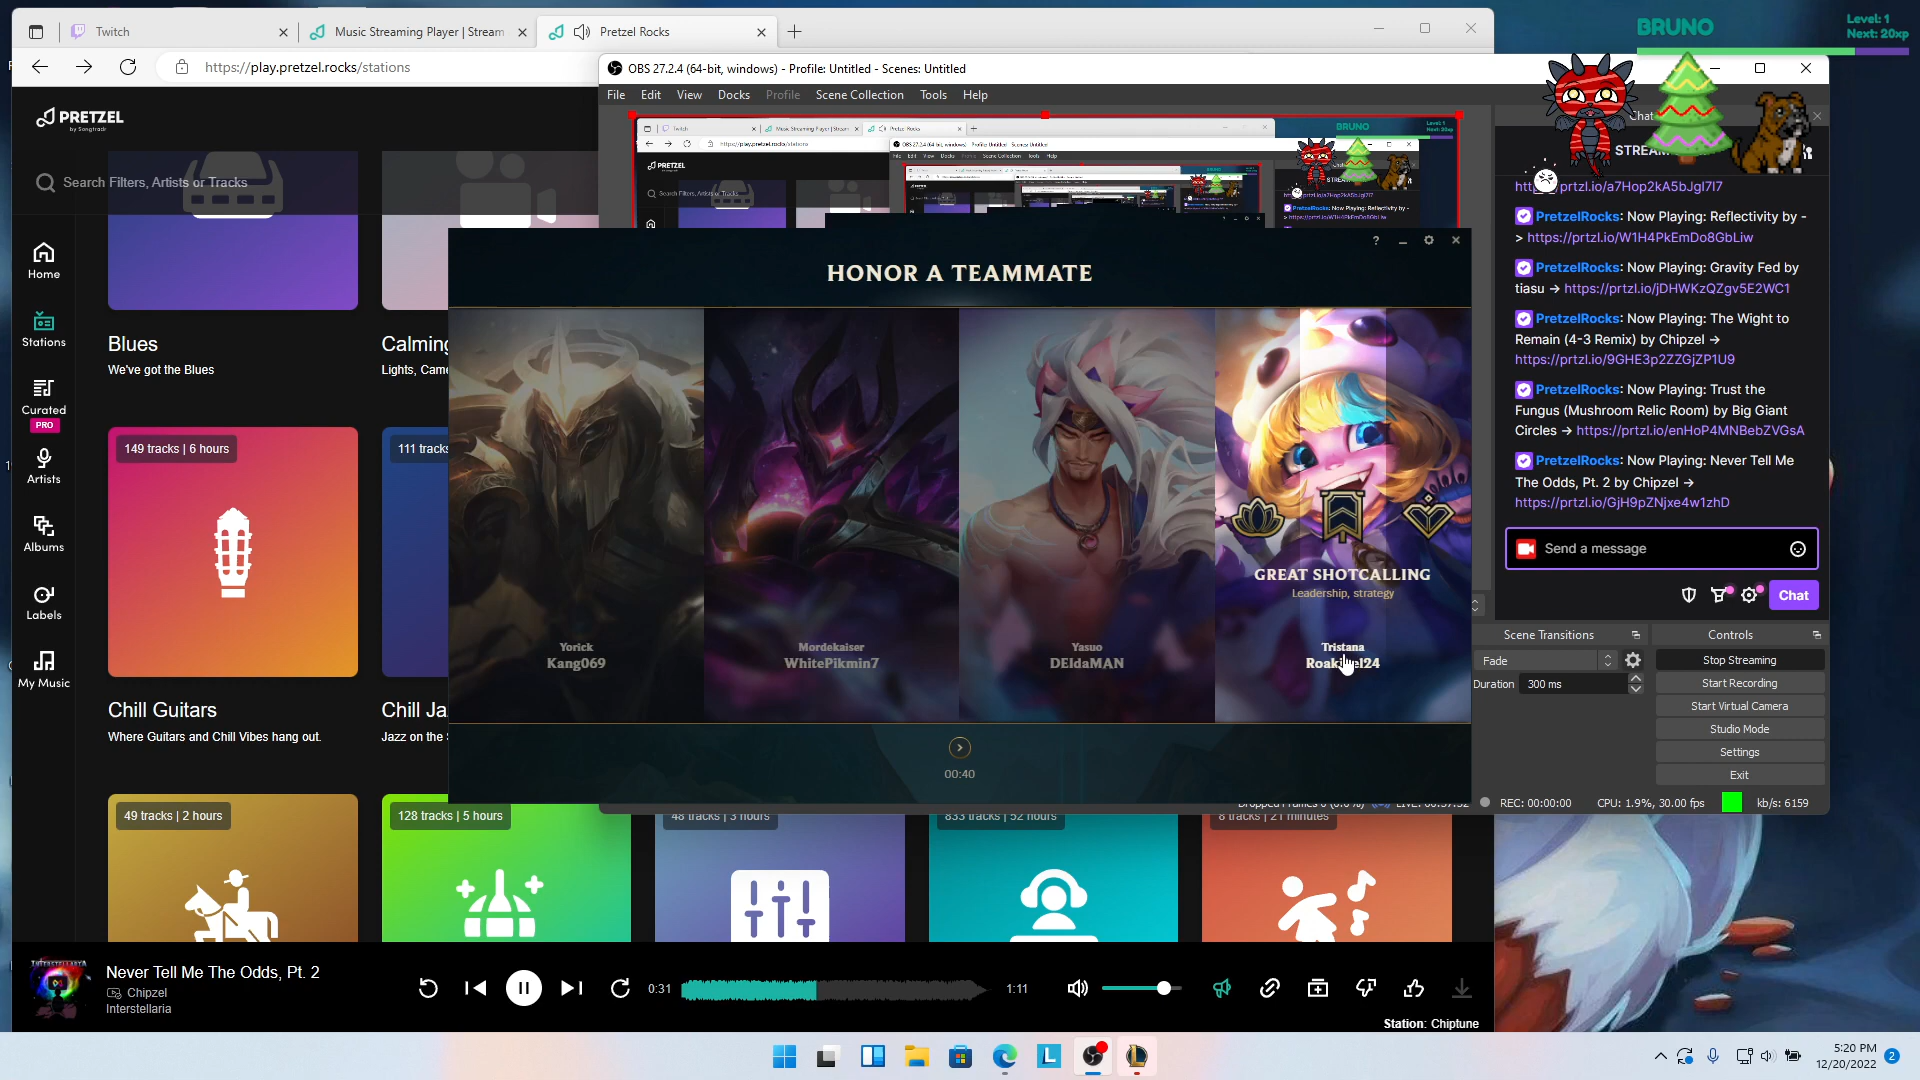 Twitch
Music Streaming Player | Stream
Pretzel Rocks
https://play.pretzel.rocks/stations
BRUNO
Level: 1
Next: 20xp
OBS 27.2.4 (64-bit, windows) - Profile: Untitled - Scenes: Untitled
File Edit View Docks Profile Scene Collection Tools Help
PRETZEL
by Songtradr
Search Filters, Artists or Tracks
Home
Stations
Curated
PRO
Artists
Albums
Labels
My Music
Blues
We've got the Blues
Calming
Lights, Came
149 tracks | 6 hours
111 track
Chill Guitars
Where Guitars and Chill Vibes hang out.
Chill Ja
Jazz on the
49 tracks | 2 hours
128 tracks | 5 hours
48 tracks | 3 hours
833 tracks | 52 hours
8 tracks | 21 minutes
HONOR A TEAMMATE
Yorick
Kang069
Mordekaiser
WhitePikmin7
Yasuo
DEIdaMAN
GREAT SHOTCALLING
Leadership, strategy
Tristana
00:40
Chat
PretzelRocks: Now Playing: Reflectivity by -
> https://prtzl.io/W1H4PkEmDo8GbLiw
PretzelRocks: Now Playing: Gravity Fed by
tiasu → https://prtzl.io/jDHWKzQZgv5E2WC1
PretzelRocks: Now Playing: The Wight to
Remain (4-3 Remix) by Chipzel →
https://prtzl.io/9GHE3p2ZZGjZP1U9
PretzelRocks: Now Playing: Trust the
Fungus (Mushroom Relic Room) by Big Giant
Circles → https://prtzl.io/enHoP4MNBebZVGsA
PretzelRocks: Now Playing: Never Tell Me
The Odds, Pt. 2 by Chipzel →
https://prtzl.io/GjH9pZNjxe4w1zhD
Send a message
Chat
Scene Transitions
Fade
Duration 300 ms
Controls
Stop Streaming
Start Recording
Start Virtual Camera
Studio Mode
Settings
Exit
REC: 00:00:00
CPU: 1.9%, 30.00 fps
kb/s: 6159
Never Tell Me The Odds, Pt. 2
Chipzel
Interstellaria
0:31
1:11
Station: Chiptune
5:20 PM
12/20/2022
2